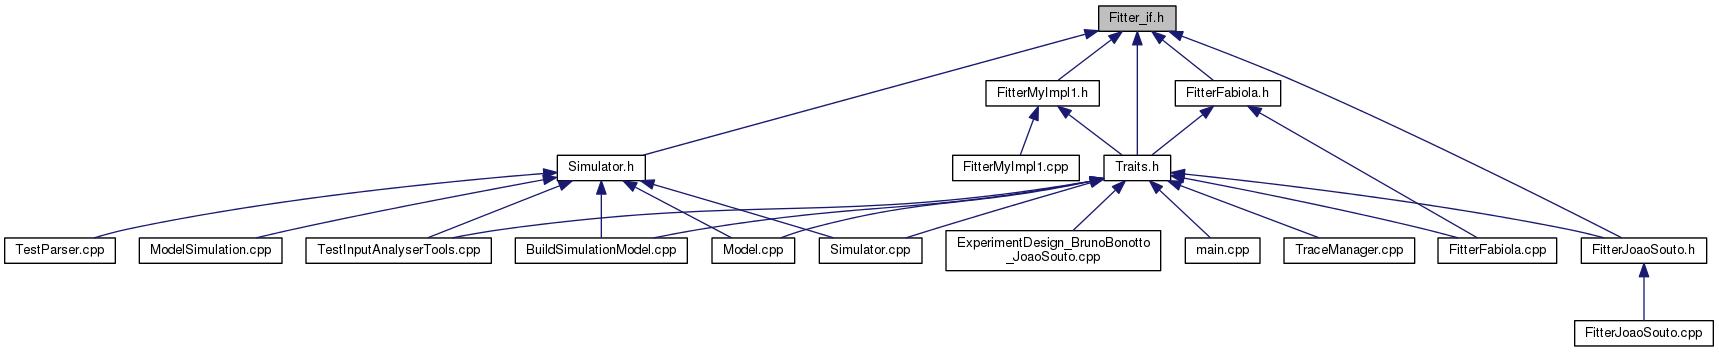 Fitter_if.h
FitterMyImpl1.h
FitterFabiola.h
Simulator.h
FitterMyImpl1.cpp
Traits.h
TestParser.cpp
ModelSimulation.cpp
TestInputAnalyserTools.cpp
BuildSimulationModel.cpp
Model.cpp
Simulator.cpp
ExperimentDesign_BrunoBonotto
_JoaoSouto.cpp
main.cpp
TraceManager.cpp
FitterFabiola.cpp
FitterJoaoSouto.h
FitterJoaoSouto.cpp